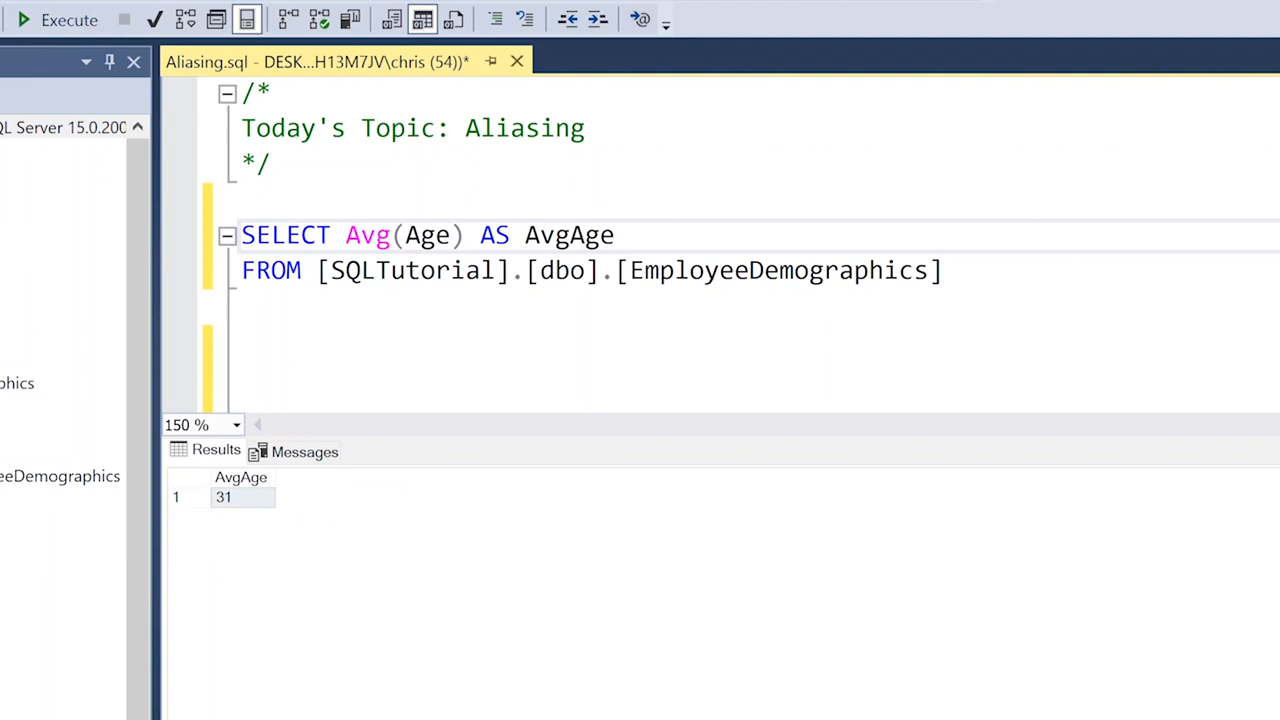 Execute
Aliasing.sql - DESK...H13M7JV\chris (54))*
QL Server 15.0.200
/*
Today's Topic: Aliasing
*/
SELECT Avg(Age) AS AvgAge
FROM [SQLTutorial].[dbo].[EmployeeDemographics]
phics
eeDemographics
150 %
Results
Messages
AvgAge
1 31